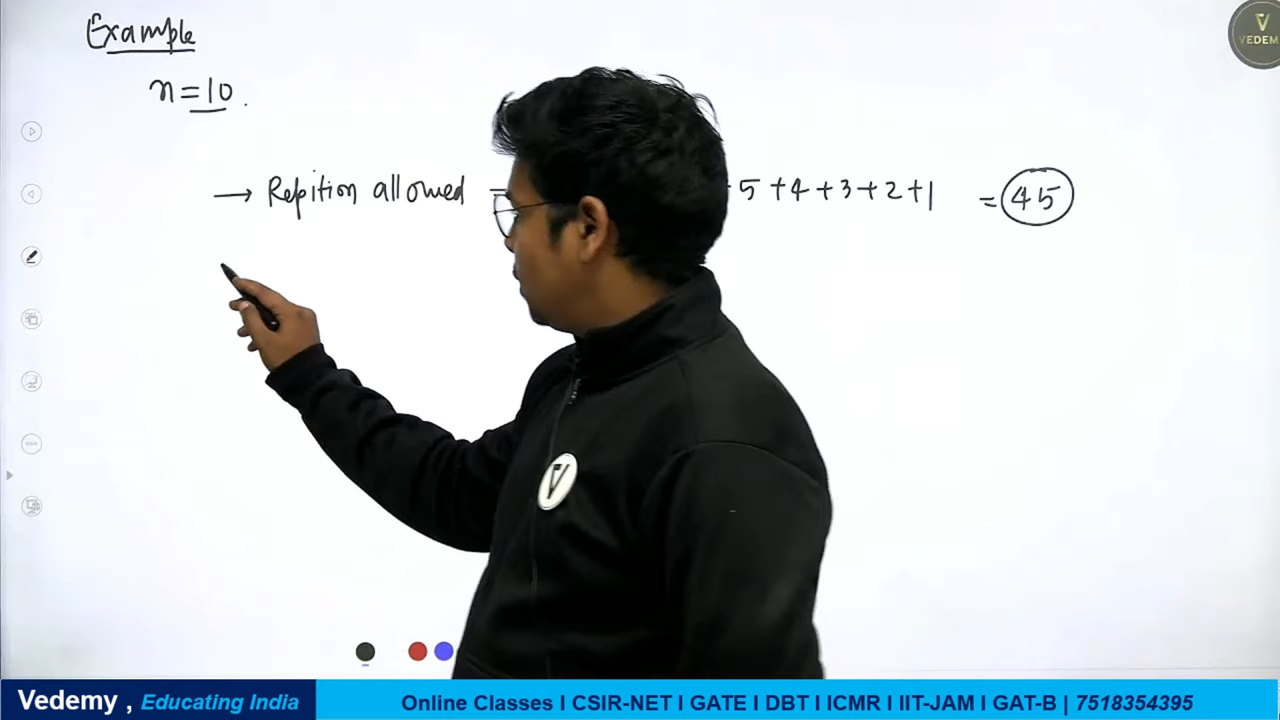 Example
n = 10.
V
VEDEM
→ Repition allowed = 5 + 4 + 3 + 2 + 1 = 45
V
Vedemy , Educating India
Online Classes I CSIR-NET I GATE I DBT I ICMR I IIT-JAM I GAT-B | 7518354395